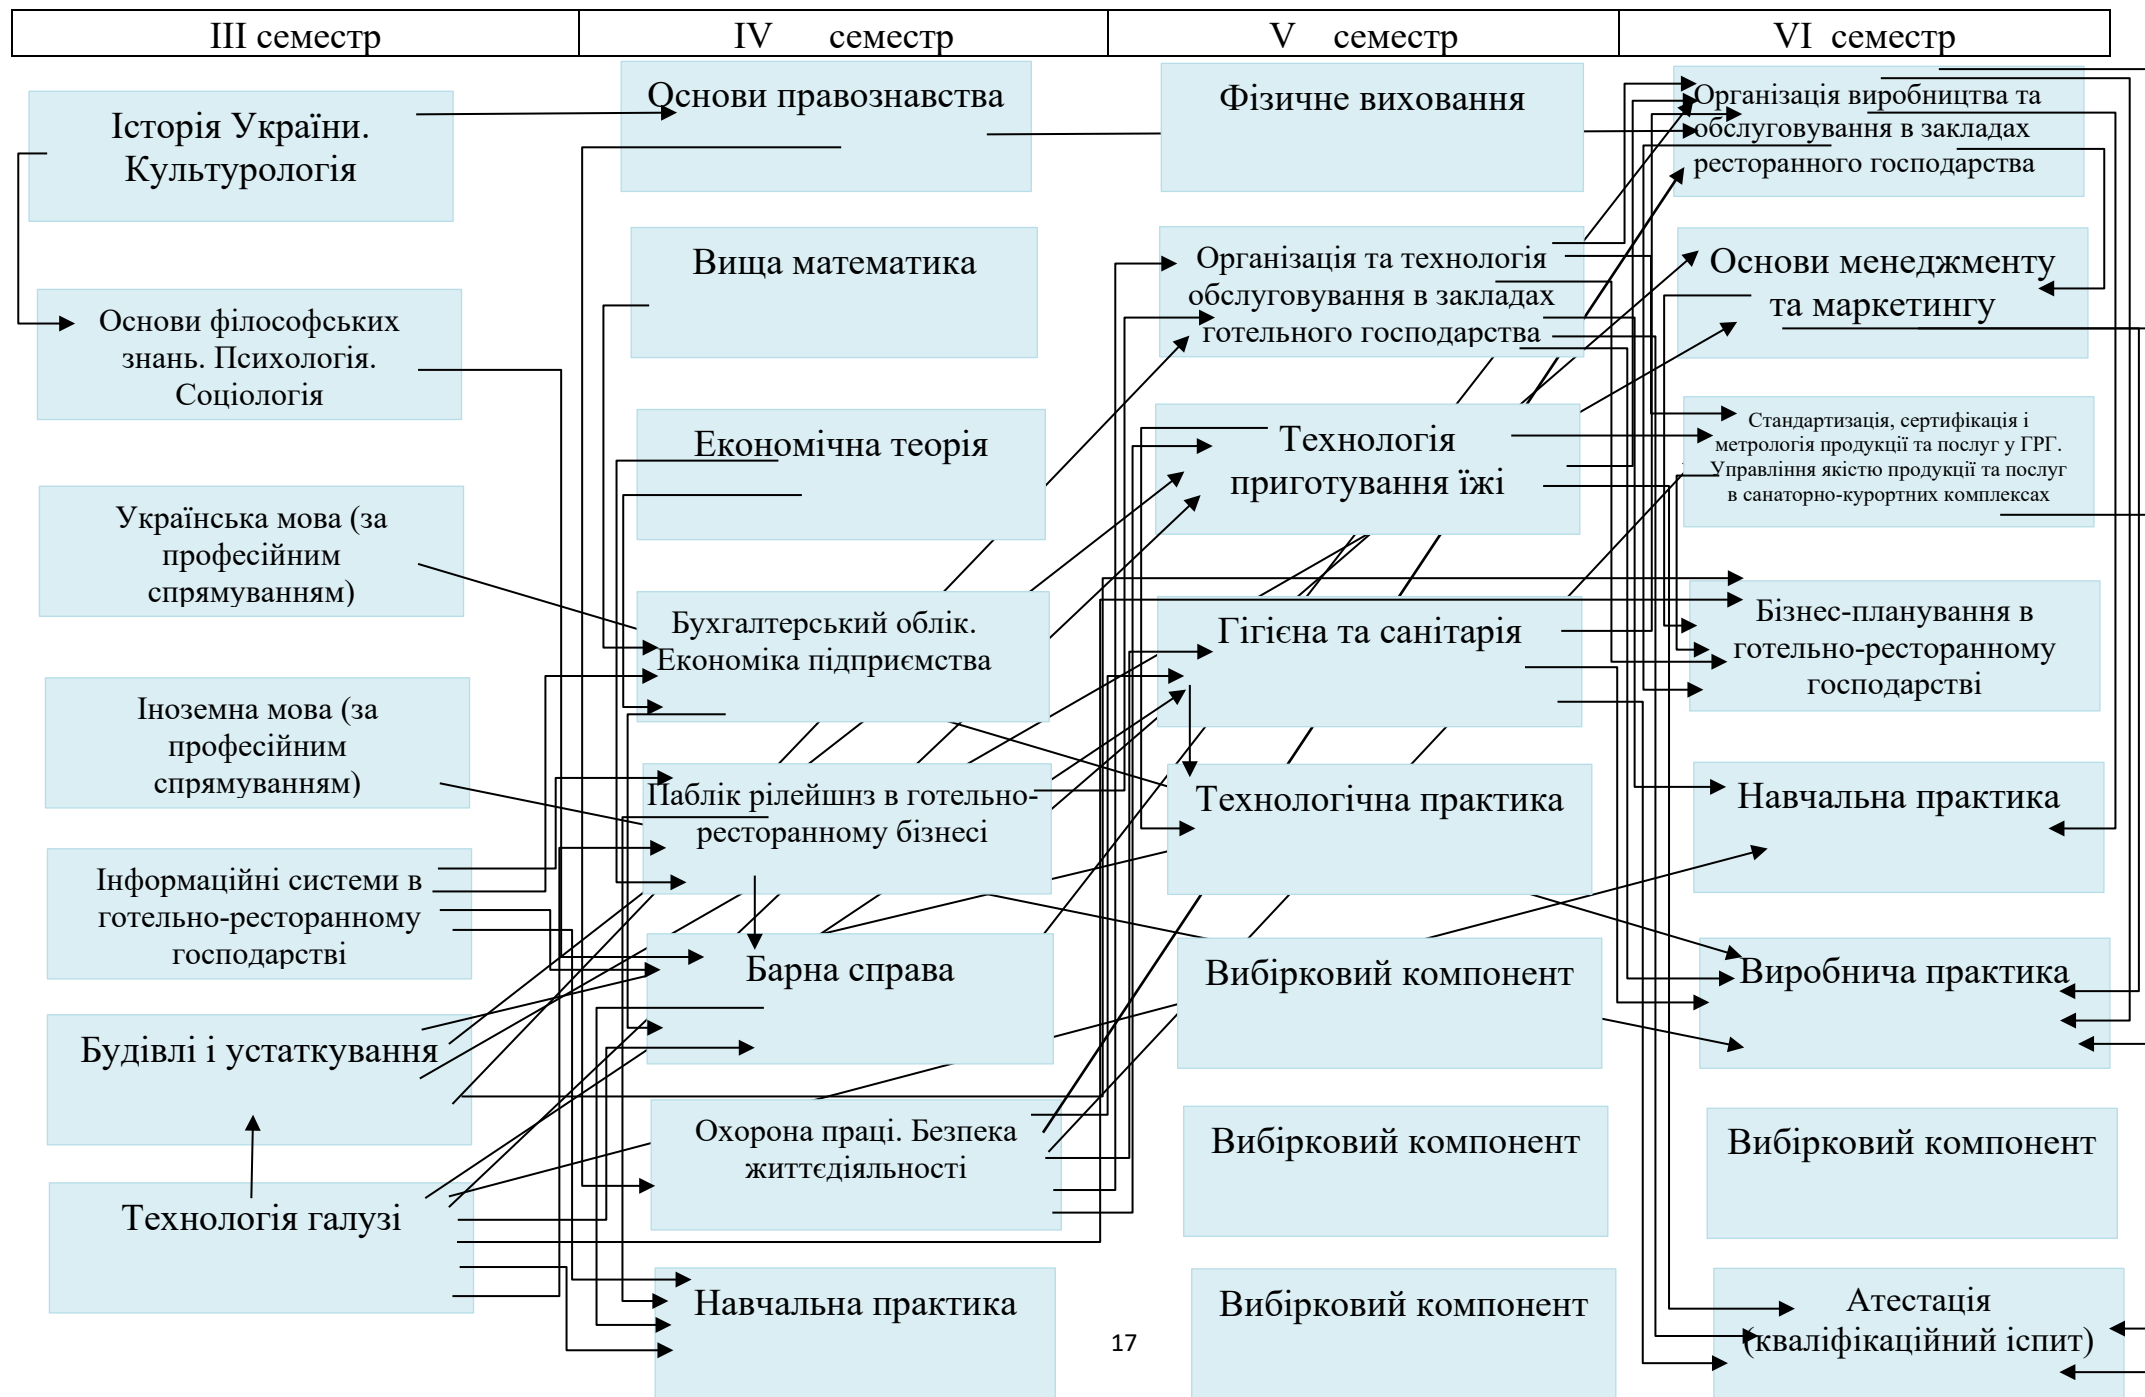 III семестр
IV семестр
V семестр
VI семестр
Історія України.
Культурологія
Основи філософських
знань. Психологія.
Соціологія
Українська мова (за
професійним
спрямуванням)
Іноземна мова (за
професійним
спрямуванням)
Інформаційні системи в
готельно-ресторанному
господарстві
Будівлі і устаткування
Технологія галузі
Основи правознавства
Вища математика
Економічна теорія
Бухгалтерський облік.
Економіка підприємства
Паблік рілейшнз в готельно-
ресторанному бізнесі
Барна справа
Охорона праці. Безпека
життєдіяльності
Навчальна практика
Фізичне виховання
Організація та технологія
обслуговування в закладах
готельного господарства
Технологія
приготування їжі
Гігієна та санітарія
Технологічна практика
Вибірковий компонент
Вибірковий компонент
Вибірковий компонент
Організація виробництва та
обслуговування в закладах
ресторанного господарства
Основи менеджменту
та маркетингу
Стандартизація, сертифікація і
метрологія продукції та послуг у ГРГ.
Управління якістю продукції та послуг
в санаторно-курортних комплексах
Бізнес-планування в
готельно-ресторанному
господарстві
Навчальна практика
Виробнича практика
Вибірковий компонент
Атестація
(кваліфікаційний іспит)
17